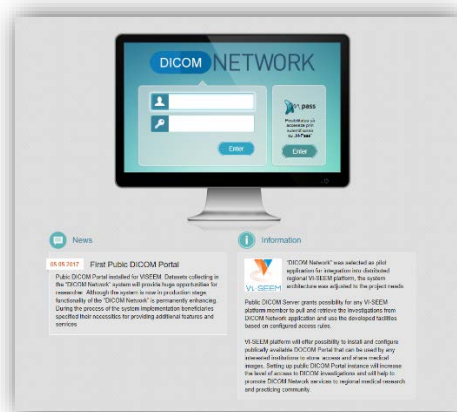 DICOM NETWORK
pass
Enter
Enter
News
05.05.2017 First Pubic DICOM Portal
Pubic DICOM Portal installed for VISEEM. Datasets collecting in
the "DICOM Network" system will provide huge opportunities for
researcher. Although the system is now in production stage,
functionality of the "DICOM Network" is permanently enhancing.
During the process of the system implementation beneficiaries
specified their necessities for providing additional features and
services
Information
VI-SEEM
"DICOM Network" was selected as pilot
application for integration into distributed
regional VI-SEEM platform, the system
architecture was adjusted to the project needs
Public DICOM Server grants possibility for any VI-SEEM
platform member to pull and retrieve the investigations from
DICOM Network application and use the developed facilities
based on configured access rules.
VI-SEEM platform will offer possibility to install and configure
publically available DOCOM Portal that can be used by any
interested institutions to store, access and share medical
images. Setting up public DICOM Portal instance will increase
the level of access to DICOM investigations and will help to
promote DICOM Network services to regional medical research
and practicing community.